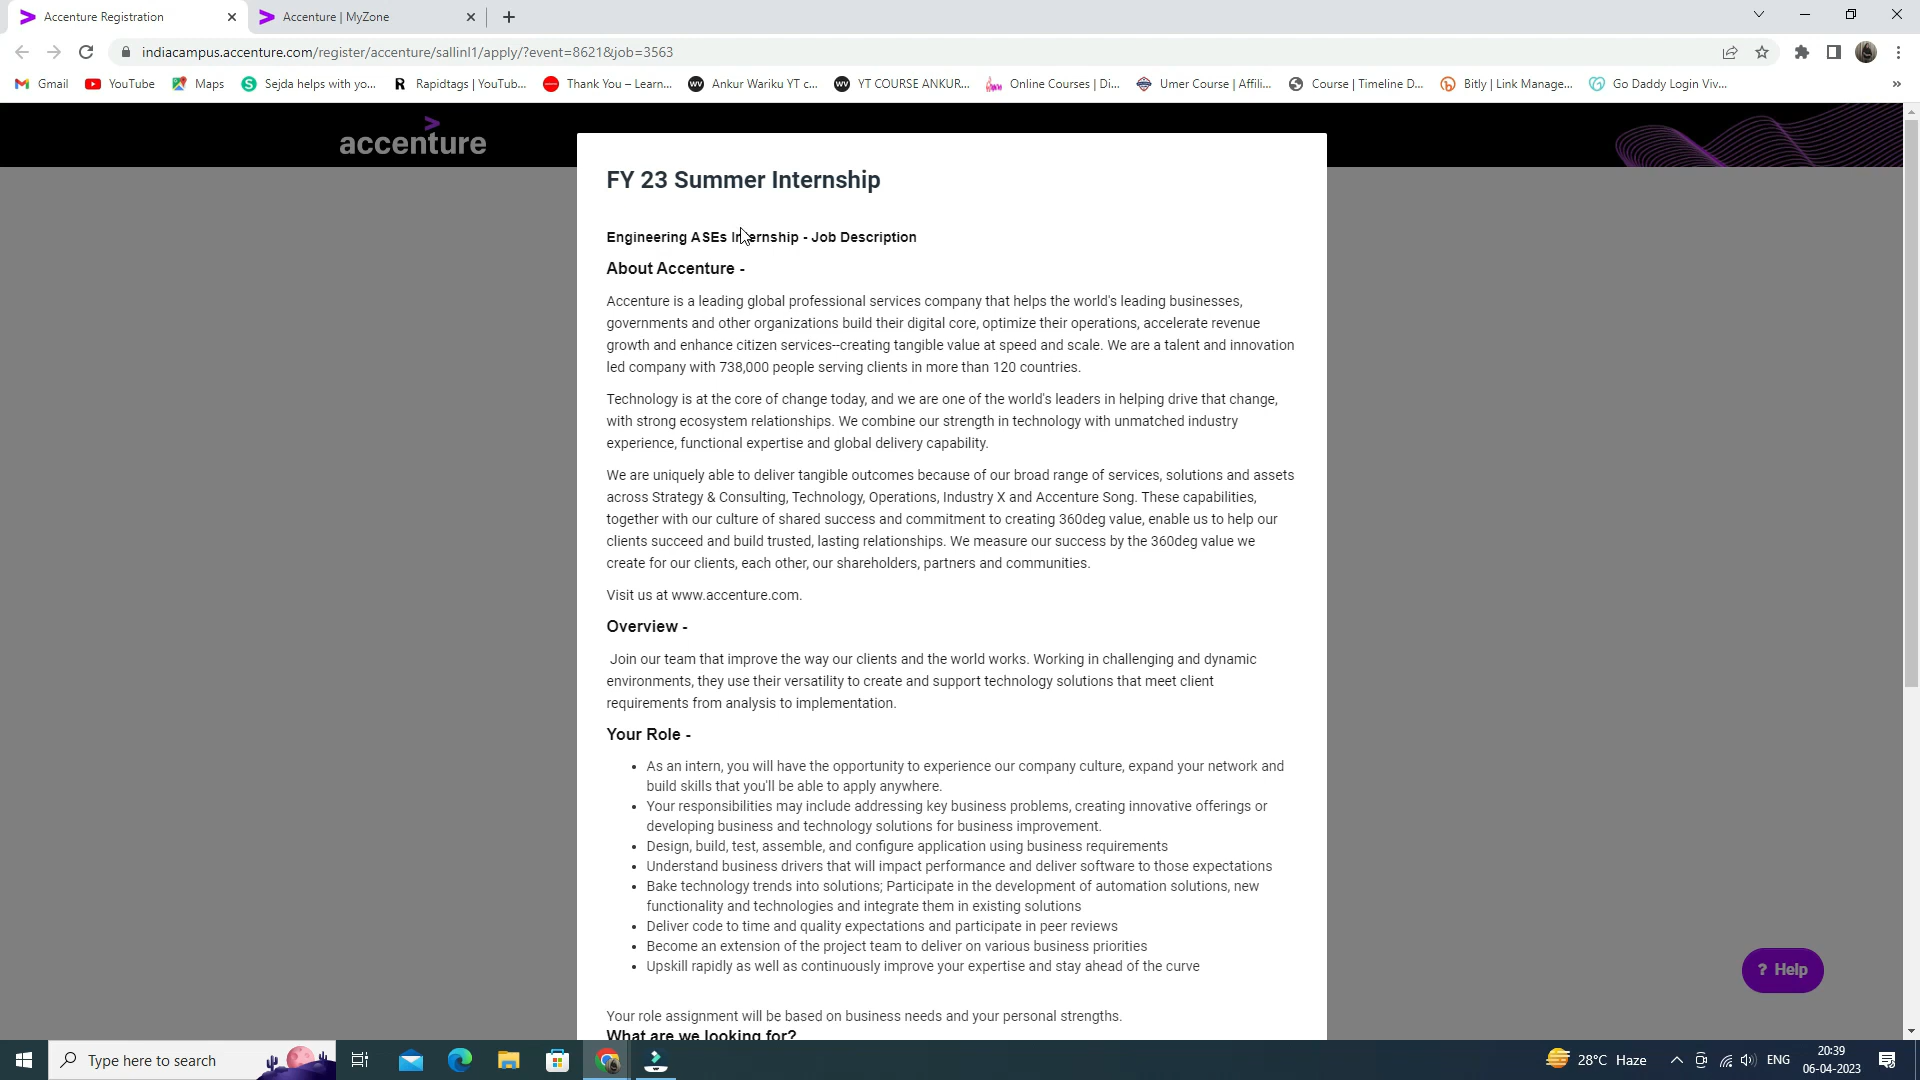 Accenture Registration
Accenture | MyZone
indiacampus.accenture.com/register/accenture/sallinl1/apply/?event=8621&job=3563
Gmail
YouTube
Maps
Sejda helps with yo...
Rapidtags | YouTub...
Thank You – Learn...
Ankur Wariku YT c...
YT COURSE ANKUR...
Online Courses | Di...
Umer Course | Affili...
Course | Timeline D...
Bitly | Link Manage...
Go Daddy Login Viv...
»
accenture
FY 23 Summer Internship
Engineering ASEs Internship - Job Description
About Accenture -
Accenture is a leading global professional services company that helps the world's leading businesses,
governments and other organizations build their digital core, optimize their operations, accelerate revenue
growth and enhance citizen services--creating tangible value at speed and scale. We are a talent and innovation
led company with 738,000 people serving clients in more than 120 countries.
Technology is at the core of change today, and we are one of the world's leaders in helping drive that change,
with strong ecosystem relationships. We combine our strength in technology with unmatched industry
experience, functional expertise and global delivery capability.
We are uniquely able to deliver tangible outcomes because of our broad range of services, solutions and assets
across Strategy & Consulting, Technology, Operations, Industry X and Accenture Song. These capabilities,
together with our culture of shared success and commitment to creating 360deg value, enable us to help our
clients succeed and build trusted, lasting relationships. We measure our success by the 360deg value we
create for our clients, each other, our shareholders, partners and communities.
Visit us at www.accenture.com.
Overview -
Join our team that improve the way our clients and the world works. Working in challenging and dynamic
environments, they use their versatility to create and support technology solutions that meet client
requirements from analysis to implementation.
Your Role -
• As an intern, you will have the opportunity to experience our company culture, expand your network and
build skills that you'll be able to apply anywhere.
• Your responsibilities may include addressing key business problems, creating innovative offerings or
developing business and technology solutions for business improvement.
• Design, build, test, assemble, and configure application using business requirements
• Understand business drivers that will impact performance and deliver software to those expectations
• Bake technology trends into solutions; Participate in the development of automation solutions, new
functionality and technologies and integrate them in existing solutions
• Deliver code to time and quality expectations and participate in peer reviews
• Become an extension of the project team to deliver on various business priorities
• Upskill rapidly as well as continuously improve your expertise and stay ahead of the curve
Your role assignment will be based on business needs and your personal strengths.
What are we looking for?
? Help
Type here to search
28°C Haze
ENG
20:39
06-04-2023